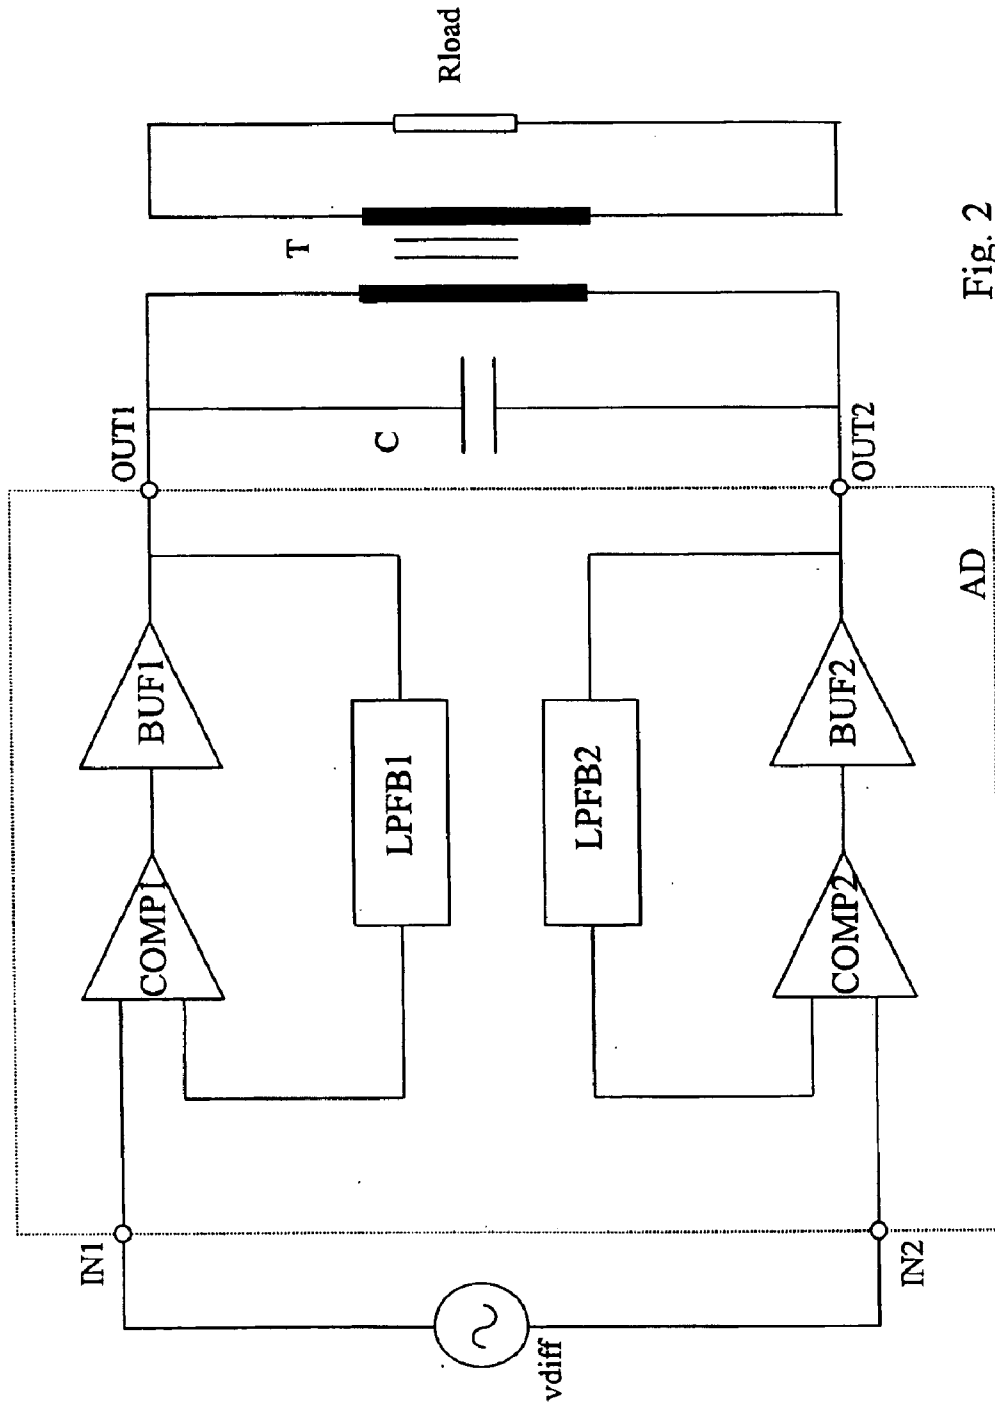 IN1
vdiff
IN2
COMP1
COMP2
BUF1
BUF2
LPFB1
LPFB2
AD
OUT1
OUT2
C
T
Rload
Fig. 2